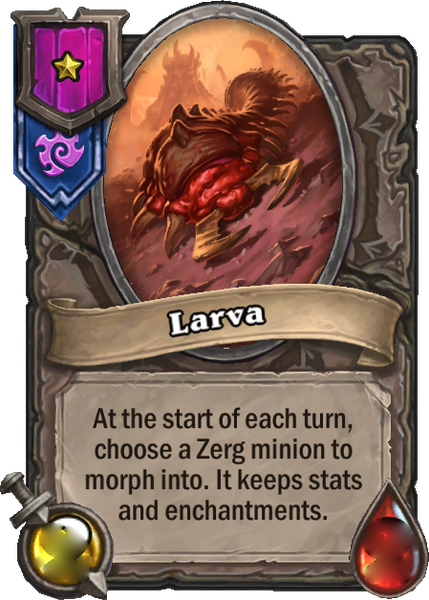 Larva
At the start of each turn,
choose a Zerg minion to
morph into. It keeps stats
and enchantments.